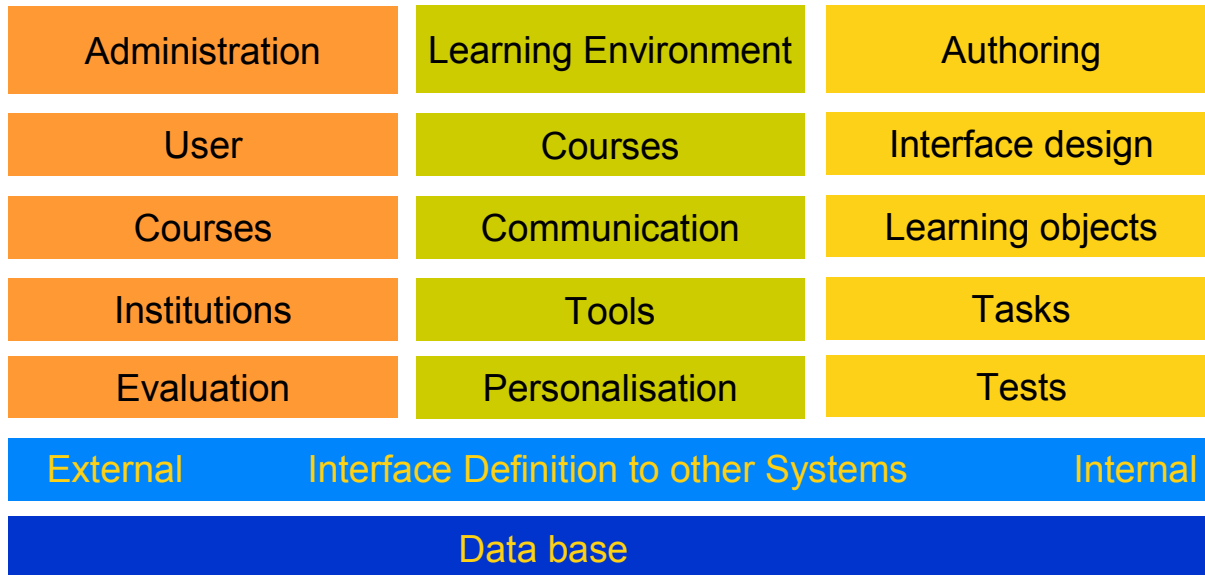 Administration Learning Environment Authoring
User Courses Interface design
Courses Communication Learning objects
Institutions Tools Tasks
Evaluation Personalisation Tests
External Interface Definition to other Systems Internal
Data base